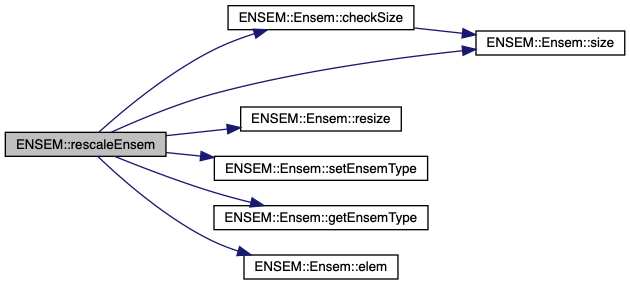 ENSEM::Ensem::checkSize
ENSEM::Ensem::size
ENSEM::Ensem::resize
ENSEM::rescaleEnsem
ENSEM::Ensem::setEnsemType
ENSEM::Ensem::getEnsemType
ENSEM::Ensem::elem